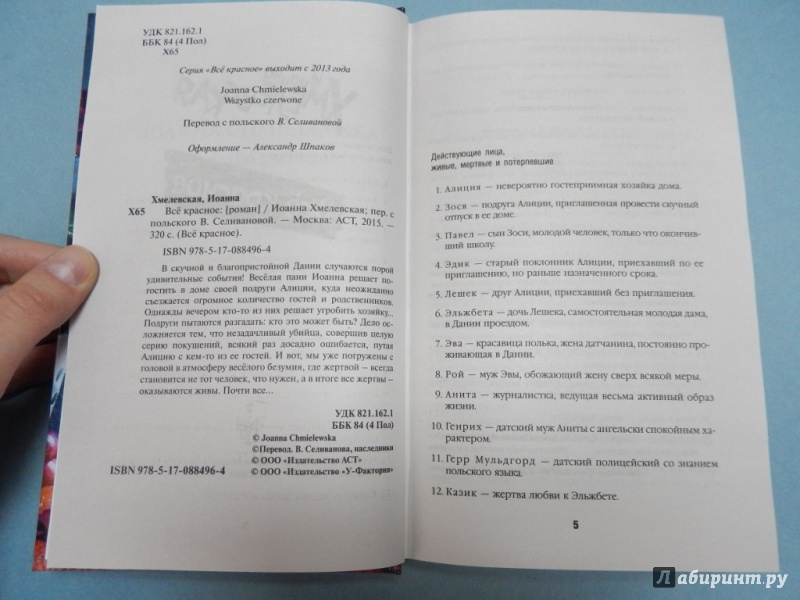 УДК 821.162.1
ББК 84 (4 Пол)
Х65
Серия «Всё красное» выходит с 2013 года
Joanna Chmielewska
Wszystko czerwone
Перевод с польского В. Селивановой
Оформление — Александр Шпаков
Хмелевская, Иоанна
Х65 Всё красное: [роман] / Иоанна Хмелевская; пер. с
польского В. Селивановой. — Москва: АСТ, 2015. —
320 с. (Всё красное).
ISBN 978-5-17-088496-4
В скучной и благопристойной Дании случаются порой
удивительные события! Весёлая пани Иоанна решает по-
гостить в доме своей подруги Алиции, куда неожиданно
съезжается огромное количество гостей и родственников.
Однажды вечером кто-то из них решает угробить хозяйку...
Подруги пытаются разгадать: кто это может быть? Дело ос-
ложняется тем, что незадачливый убийца, совершив целую
серию покушений, всякий раз досадно ошибается, путая
Алицию с кем-то из ее гостей. И вот, мы уже погружены с
головой в атмосферу весёлого безумия, где жертвой — всегда
становится не тот человек, что нужен, а в итоге все жертвы —
оказываются живы. Почти все...
УДК 821.162.1
ББК 84 (4 Пол)
© Joanna Chmielewska
©Перевод. В. Селиванова, наследники
© ООО «Издательство АСТ»
ISBN 978-5-17-088496-4 © ООО «Издательство «У-Фактория»
Действующие лица,
живые, мертвые и потерпевшие
1. Алиция — невероятно гостеприимная хозяйка дома.
2. Зося — подруга Алиции, приглашенная провести скучный
отпуск в ее доме.
3. Павел — сын Зоси, молодой человек, только что окончив-
ший школу.
4. Эдик — старый поклонник Алиции, приехавший по ее
приглашению, но раньше назначенного срока.
5. Лешек — друг Алиции, приехавший без приглашения.
6. Эльжбета — дочь Лешека, самостоятельная молодая дама,
в Дании проездом.
7. Эва — красавица полька, жена датчанина, постоянно про-
живающая в Дании.
8. Рой — муж Эвы, обожающий жену сверх всякой меры.
9. Анита — журналистка, ведущая весьма активный образ
жизни.
10. Генрих — датский муж Аниты с ангельски спокойным ха-
рактером.
11. Герр Мульдгорд — датский полицейский со знанием
польского языка.
12. Казик — жертва любви к Эльжбете.
5
Лабиринт.ру